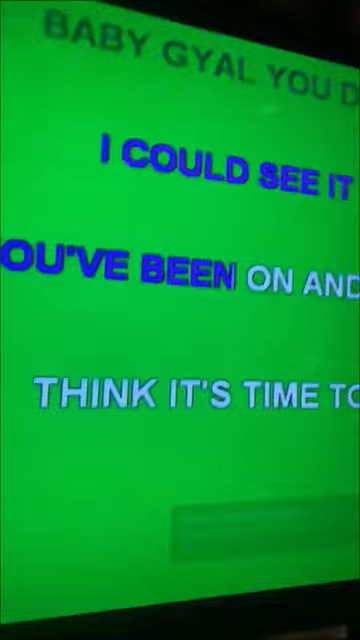 BABY GYAL YOU D
I COULD SEE IT
OU'VE BEEN ON AND
THINK IT'S TIME TO